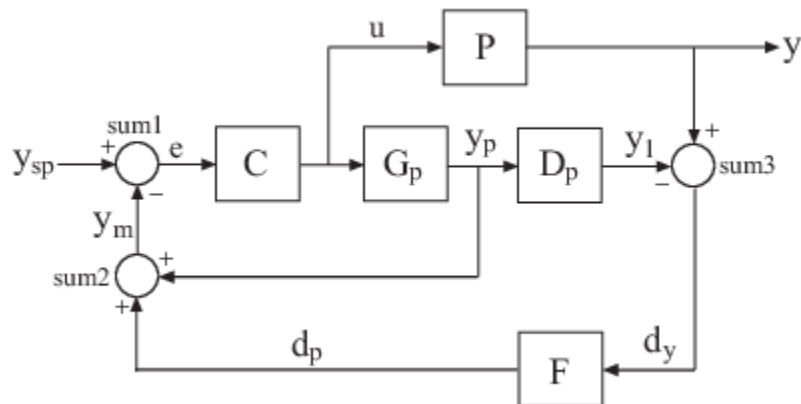 u
P
y
sum1
y_sp
+
e
C
G_p
y_p
D_p
y_1
+
−
sum3
−
y_m
sum2
+
+
d_p
F
d_y